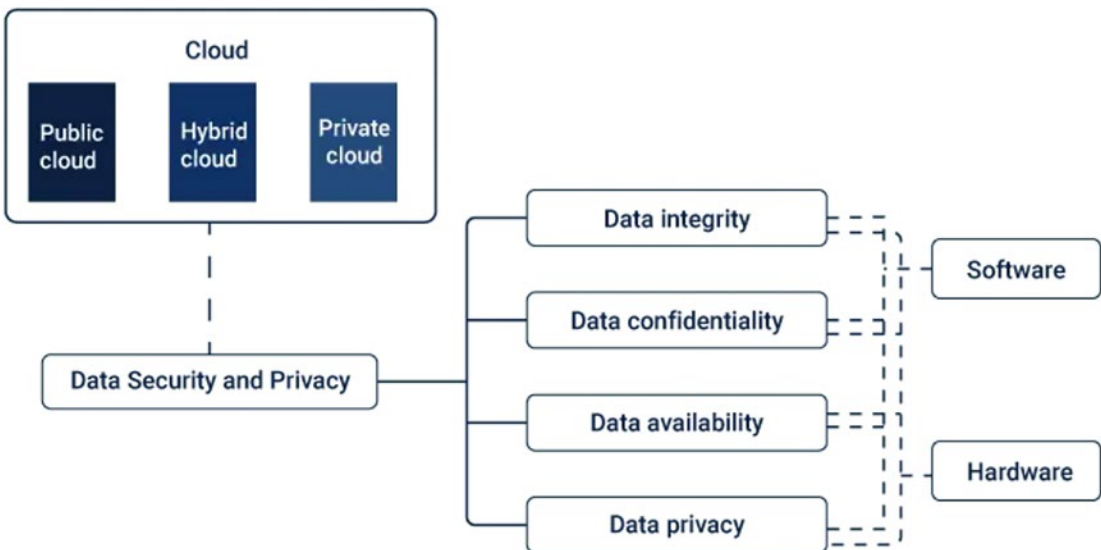 Cloud
Public
cloud
Hybrid
cloud
Private
cloud
Data Security and Privacy
Data integrity
Data confidentiality
Data availability
Data privacy
Software
Hardware